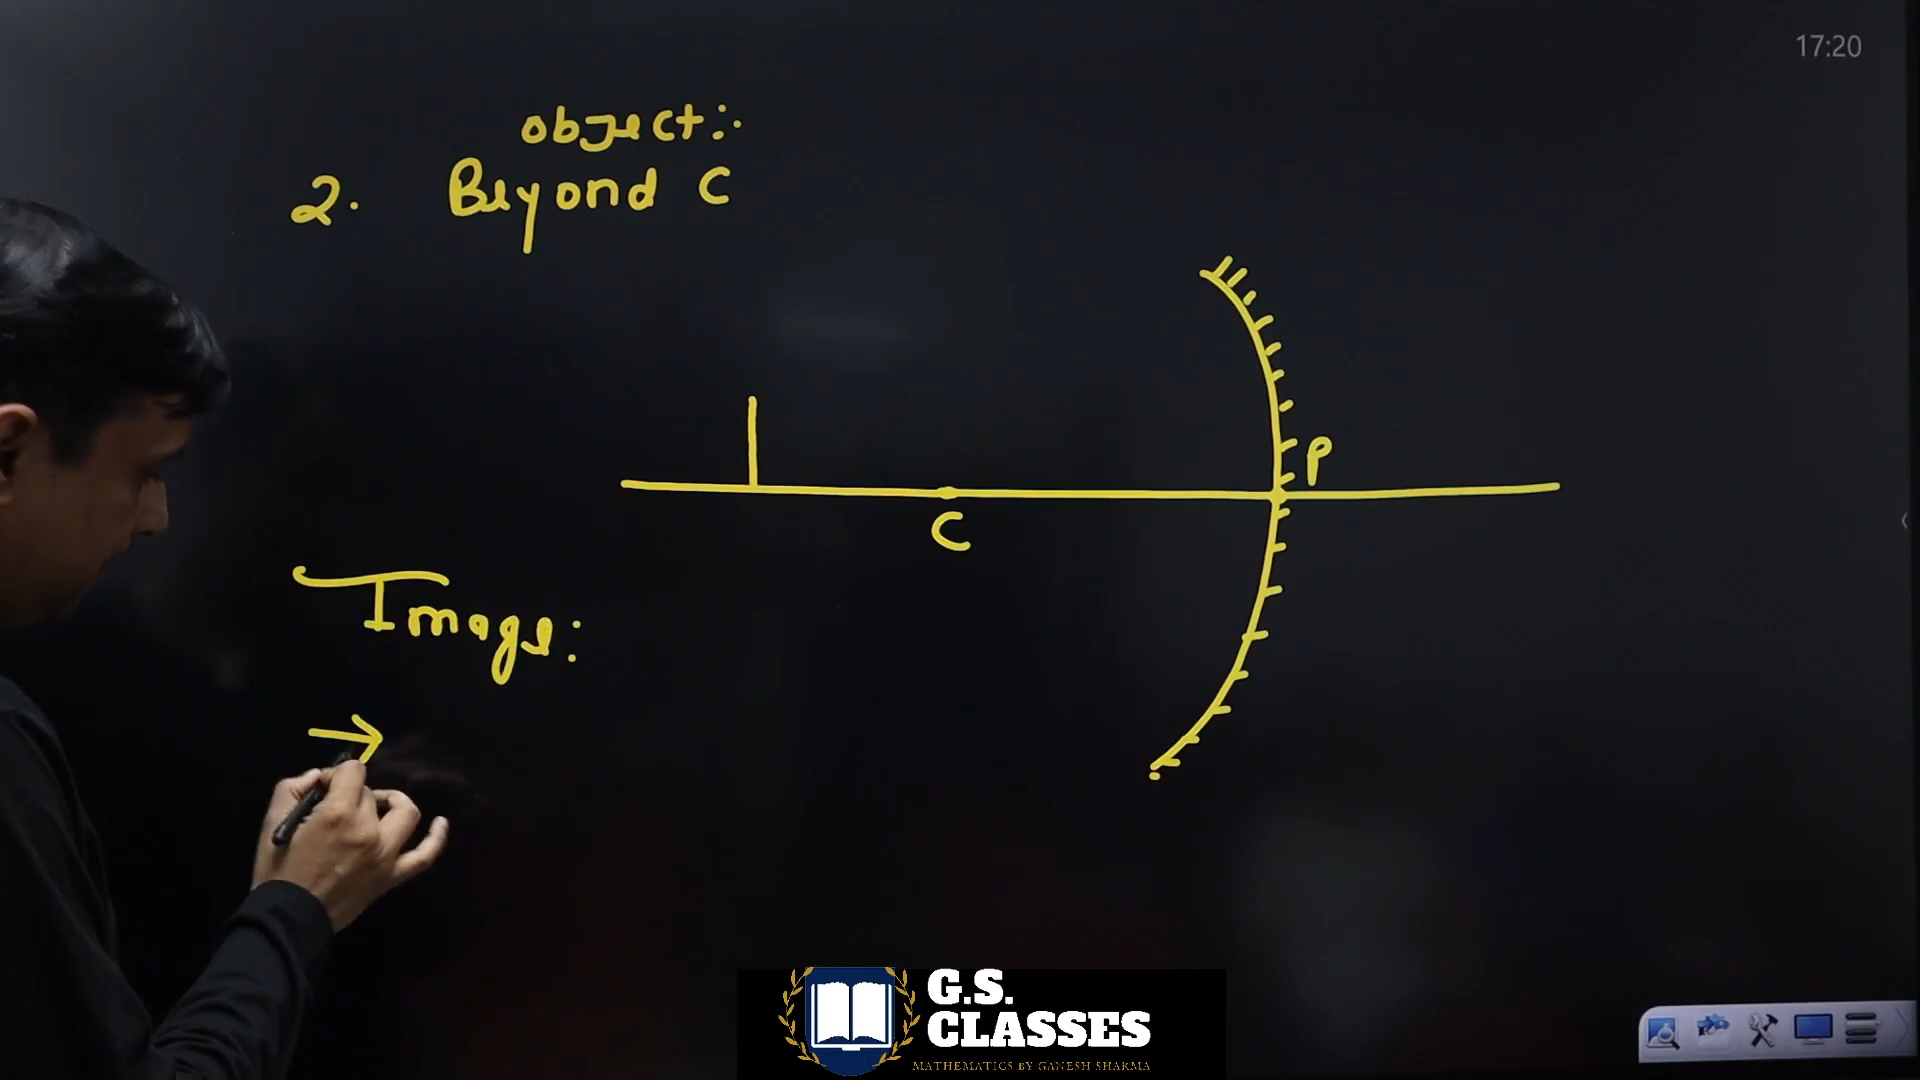 17:20
object:-
2. Beyond C
P
C
Image:
→
G.S.
CLASSES
MATHEMATICS BY GANESH SHARMA